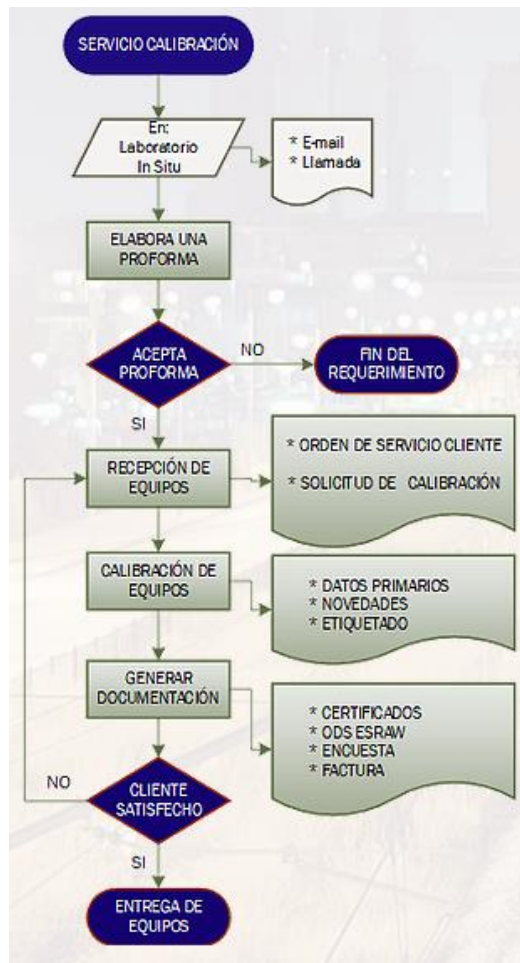 SERVICIO CALIBRACIÓN
En:
Laboratorio
In Situ
* E-mail
* Llamada
ELABORA UNA
PROFORMA
ACEPTA
PROFORMA
NO
FIN DEL
REQUERIMIENTO
SI
RECEPCIÓN DE
EQUIPOS
* ORDEN DE SERVICIO CLIENTE
* SOLICITUD DE CALIBRACIÓN
CALIBRACIÓN DE
EQUIPOS
* DATOS PRIMARIOS
* NOVEDADES
* ETIQUETADO
GENERAR
DOCUMENTACIÓN
* CERTIFICADOS
* ODS ESRAW
* ENCUESTA
* FACTURA
NO
CLIENTE
SATISFECHO
SI
ENTREGA DE
EQUIPOS